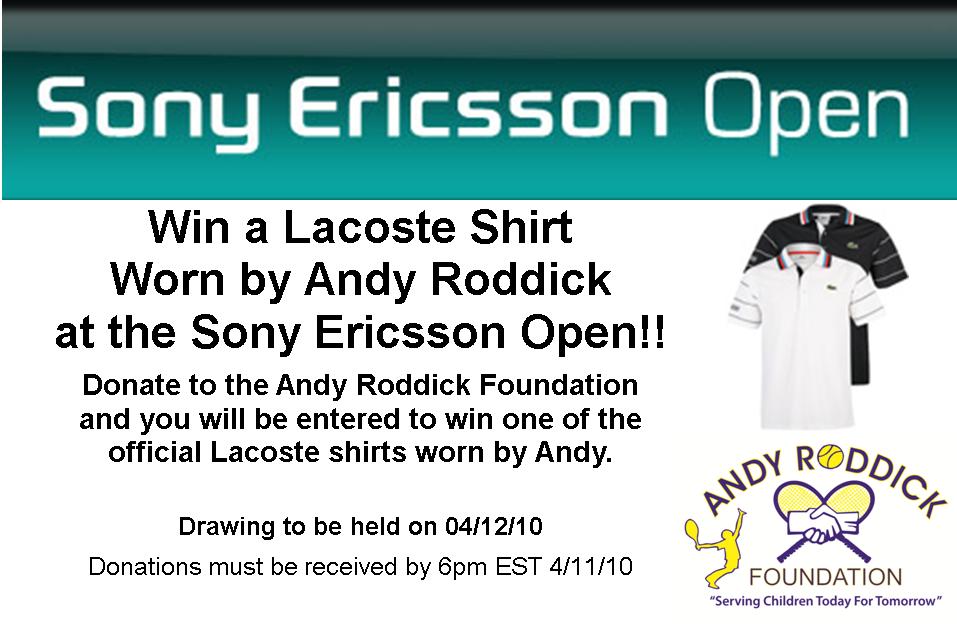 Sony Ericsson Open
Win a Lacoste Shirt
Worn by Andy Roddick
at the Sony Ericsson Open!!
Donate to the Andy Roddick Foundation
and you will be entered to win one of the
official Lacoste shirts worn by Andy.
Drawing to be held on 04/12/10
Donations must be received by 6pm EST 4/11/10
ANDY RODDICK
FOUNDATION
"Serving Children Today For Tomorrow"